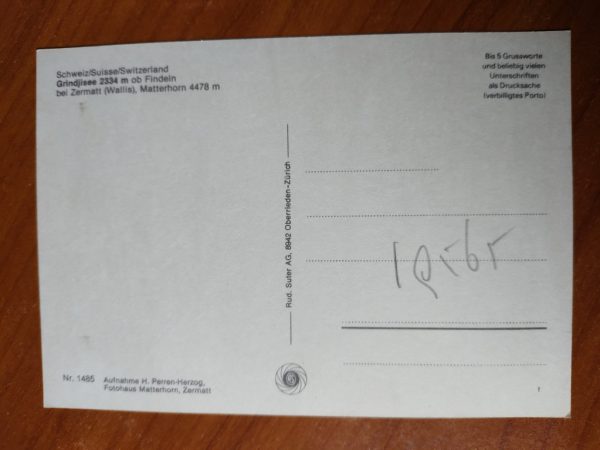 Schweiz/Suisse/Switzerland
Grindjisee 2334 m ob Findeln
bei Zermatt (Wallis), Matterhorn 4478 m
Bis 5 Grussworte
und beliebig vielen
Unterschriften
als Drucksache
(verbilligtes Porto)
Rud. Suter AG, 8942 Oberrieden-Zürich
Nr. 1485 Aufnahme H. Perren-Herzog,
Fotohaus Matterhorn, Zermatt